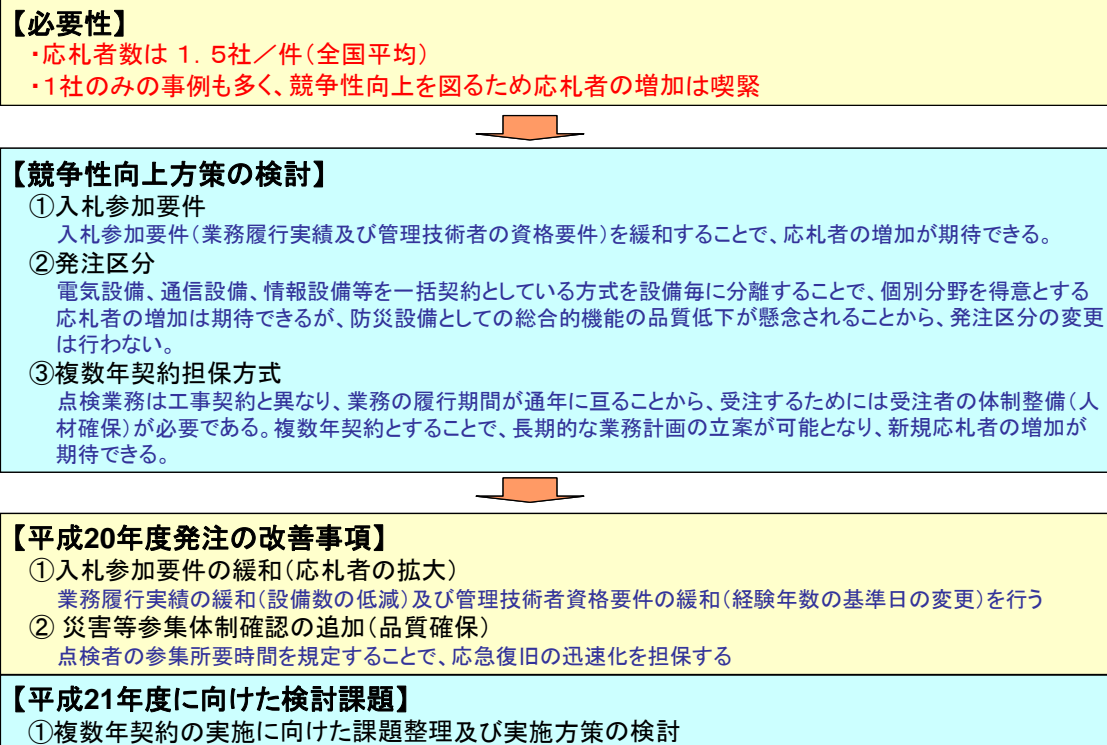 【必要性】
・応札者数は １．５社／件（全国平均）
・１社のみの事例も多く、競争性向上を図るため応札者の増加は喫緊
【競争性向上方策の検討】
①入札参加要件
入札参加要件（業務履行実績及び管理技術者の資格要件）を緩和することで、応札者の増加が期待できる。
②発注区分
電気設備、通信設備、情報設備等を一括契約としている方式を設備毎に分離することで、個別分野を得意とする
応札者の増加は期待できるが、防災設備としての総合的機能の品質低下が懸念されることから、発注区分の変更
は行わない。
③複数年契約担保方式
点検業務は工事契約と異なり、業務の履行期間が通年に亘ることから、受注するためには受注者の体制整備（人
材確保）が必要である。複数年契約とすることで、長期的な業務計画の立案が可能となり、新規応札者の増加が
期待できる。
【平成20年度発注の改善事項】
①入札参加要件の緩和（応札者の拡大）
業務履行実績の緩和（設備数の低減）及び管理技術者資格要件の緩和（経験年数の基準日の変更）を行う
② 災害等参集体制確認の追加（品質確保）
点検者の参集所要時間を規定することで、応急復旧の迅速化を担保する
【平成21年度に向けた検討課題】
①複数年契約の実施に向けた課題整理及び実施方策の検討